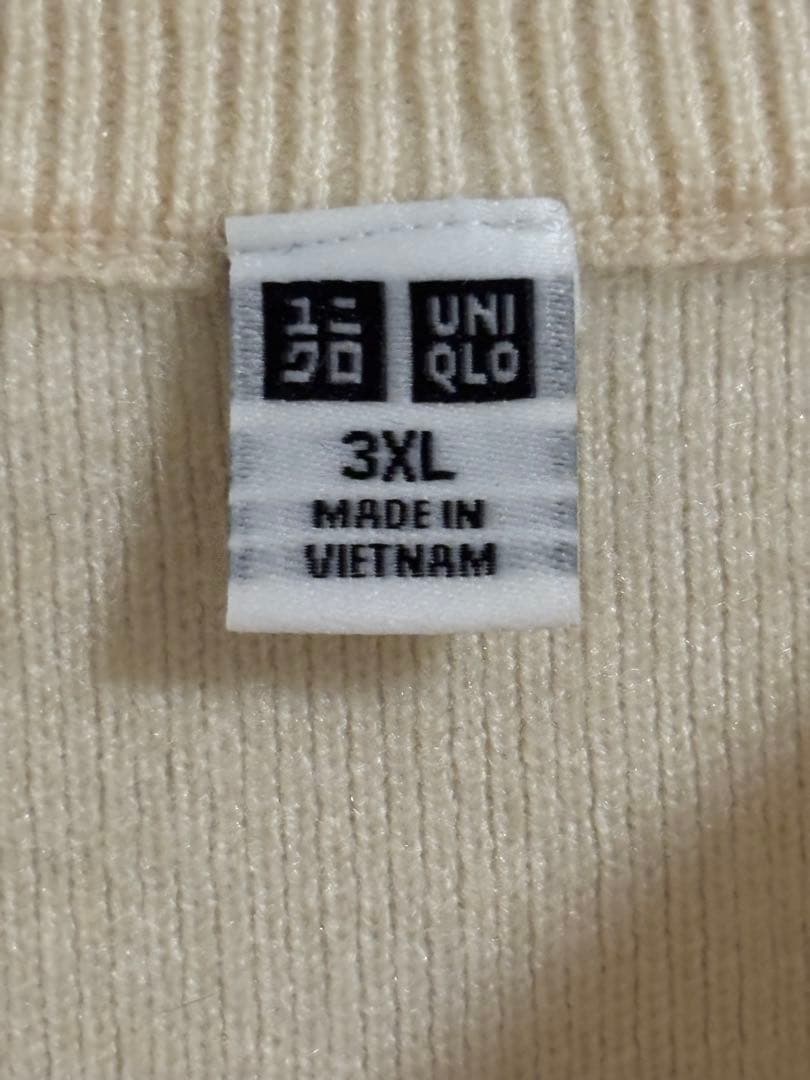 ユニ UNI
クロ QLO
3XL
MADE IN
VIETNAM